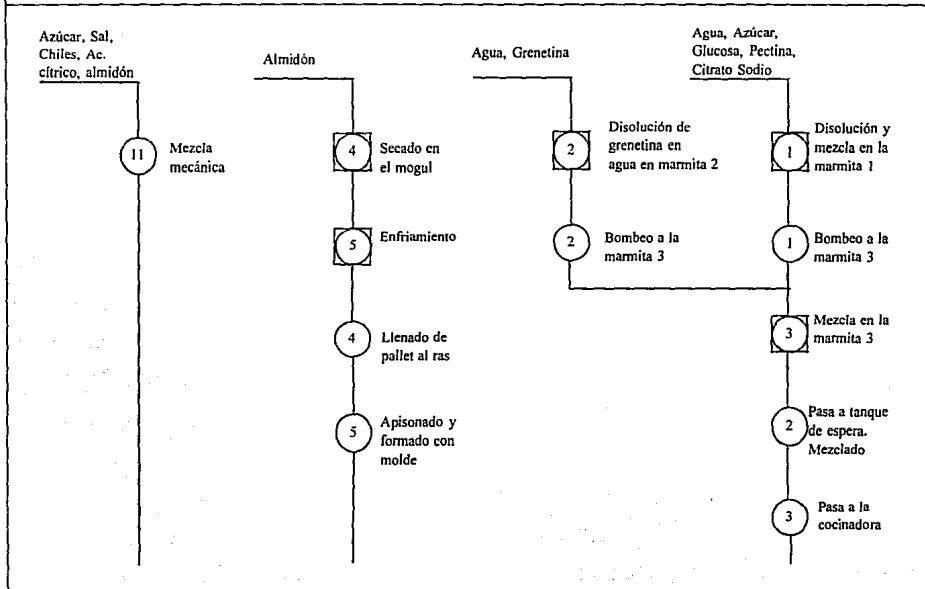 Azúcar, Sal,
Chiles, Ac.
cítrico, almidón
11
Mezcla
mecánica
Almidón
4
Secado en
el mogul
5
Enfriamiento
4
Llenado de
pallet al ras
5
Apisonado y
formado con
molde
Agua, Grenetina
2
Disolución de
grenetina en
agua en marmita 2
2
Bombeo a la
marmita 3
Agua, Azúcar,
Glucosa, Pectina,
Citrato Sodio
1
Disolución y
mezcla en la
marmita 1
1
Bombeo a la
marmita 3
3
Mezcla en la
marmita 3
2
Pasa a tanque
de espera.
Mezclado
3
Pasa a la
cocinadora